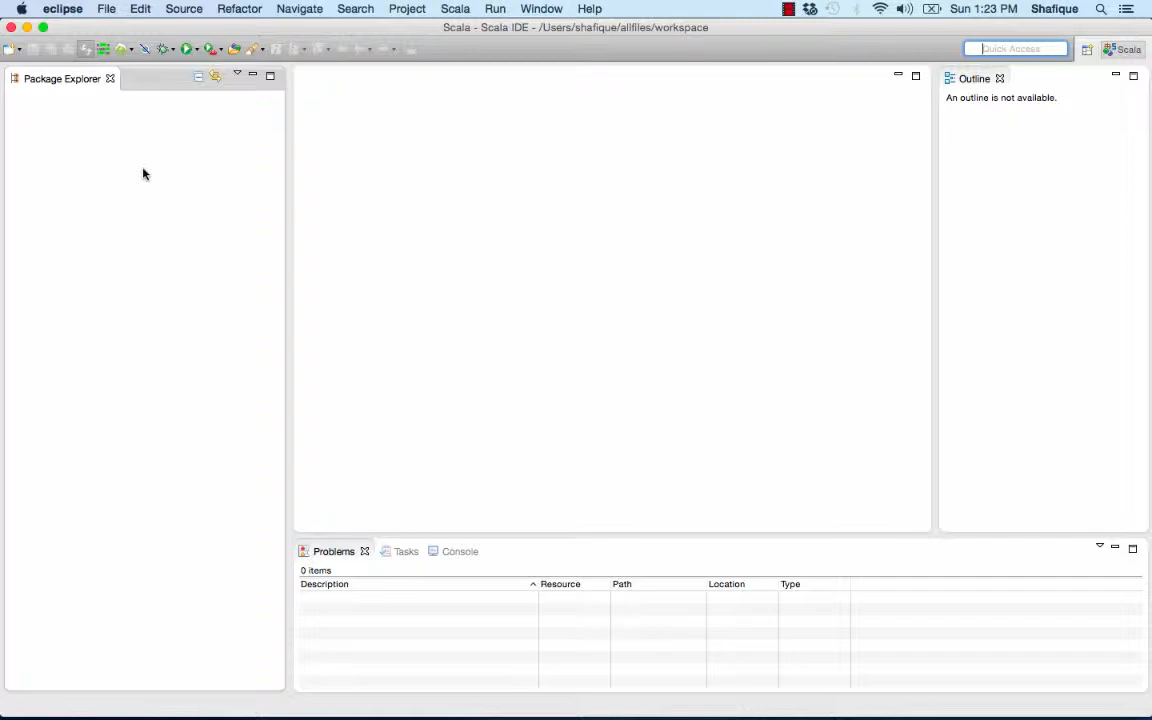 eclipse File Edit Source Refactor Navigate Search Project Scala Run Window Help Sun 1:23 PM Shafique
Scala - Scala IDE - /Users/shafique/allfiles/workspace
Quick Access Scala
Package Explorer
Outline
An outline is not available.
Problems Tasks Console
0 items
Description Resource Path Location Type